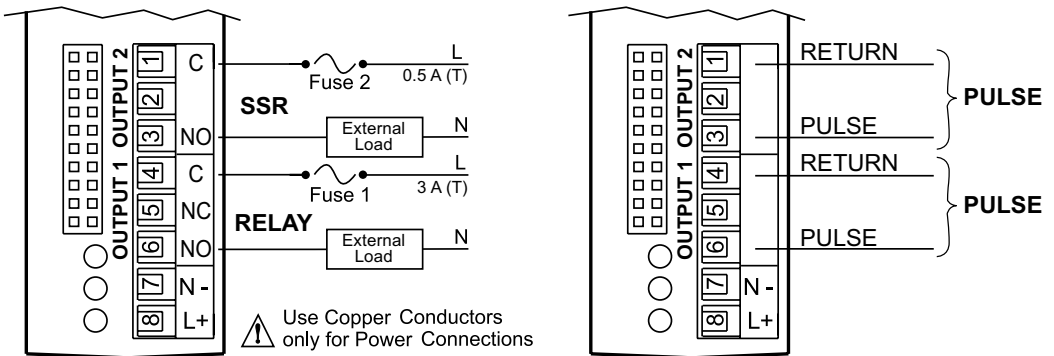 OUTPUT 2
OUTPUT 1
1
2
3
4
5
6
7
8
C
NO
C
NC
NO
N -
L+
SSR
RELAY
Fuse 2
L
0.5 A (T)
External
Load
N
Fuse 1
L
3 A (T)
External
Load
N
Use Copper Conductors
only for Power Connections
OUTPUT 2
OUTPUT 1
1
2
3
4
5
6
7
8
N -
L+
RETURN
PULSE
PULSE
RETURN
PULSE
PULSE